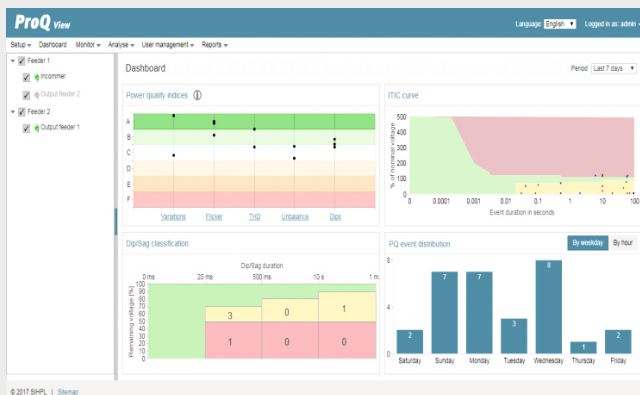 ProQ View
Language: English Logged in as: admin
Setup Dashboard Monitor Analyse User management Reports
Feeder 1
Incommer
Output feeder 2
Feeder 2
Output feeder 1
Dashboard
Period Last 7 days
Power quality indices
A
B
C
D
E
F
Variations Flicker THD Unbalance Dips
ITIC curve
% of nominal voltage
500
400
300
200
100
0
0 0.0001 0.001 0.01 0.1 1 10 100
Event duration in seconds
Dip/Sag classification
Dip/Sag duration
0 ms 20 ms 500 ms 10 s 1 m
Remaining voltage [%]
100
90
80
70
60
50
40
30
20
10
0
3 0 1
1 0 0
PQ event distribution
By weekday By hour
8
4
0
2 7 7 3 8 1 2
Saturday Sunday Monday Tuesday Wednesday Thursday Friday
© 2017 SIHPL | Sitemap